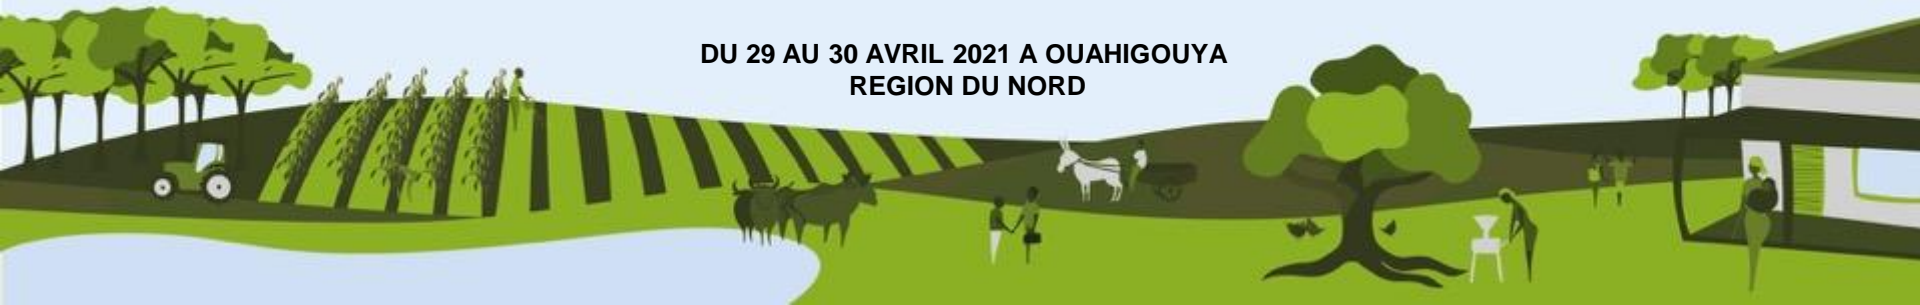 DU 29 AU 30 AVRIL 2021 A OUAHIGOUYA
REGION DU NORD